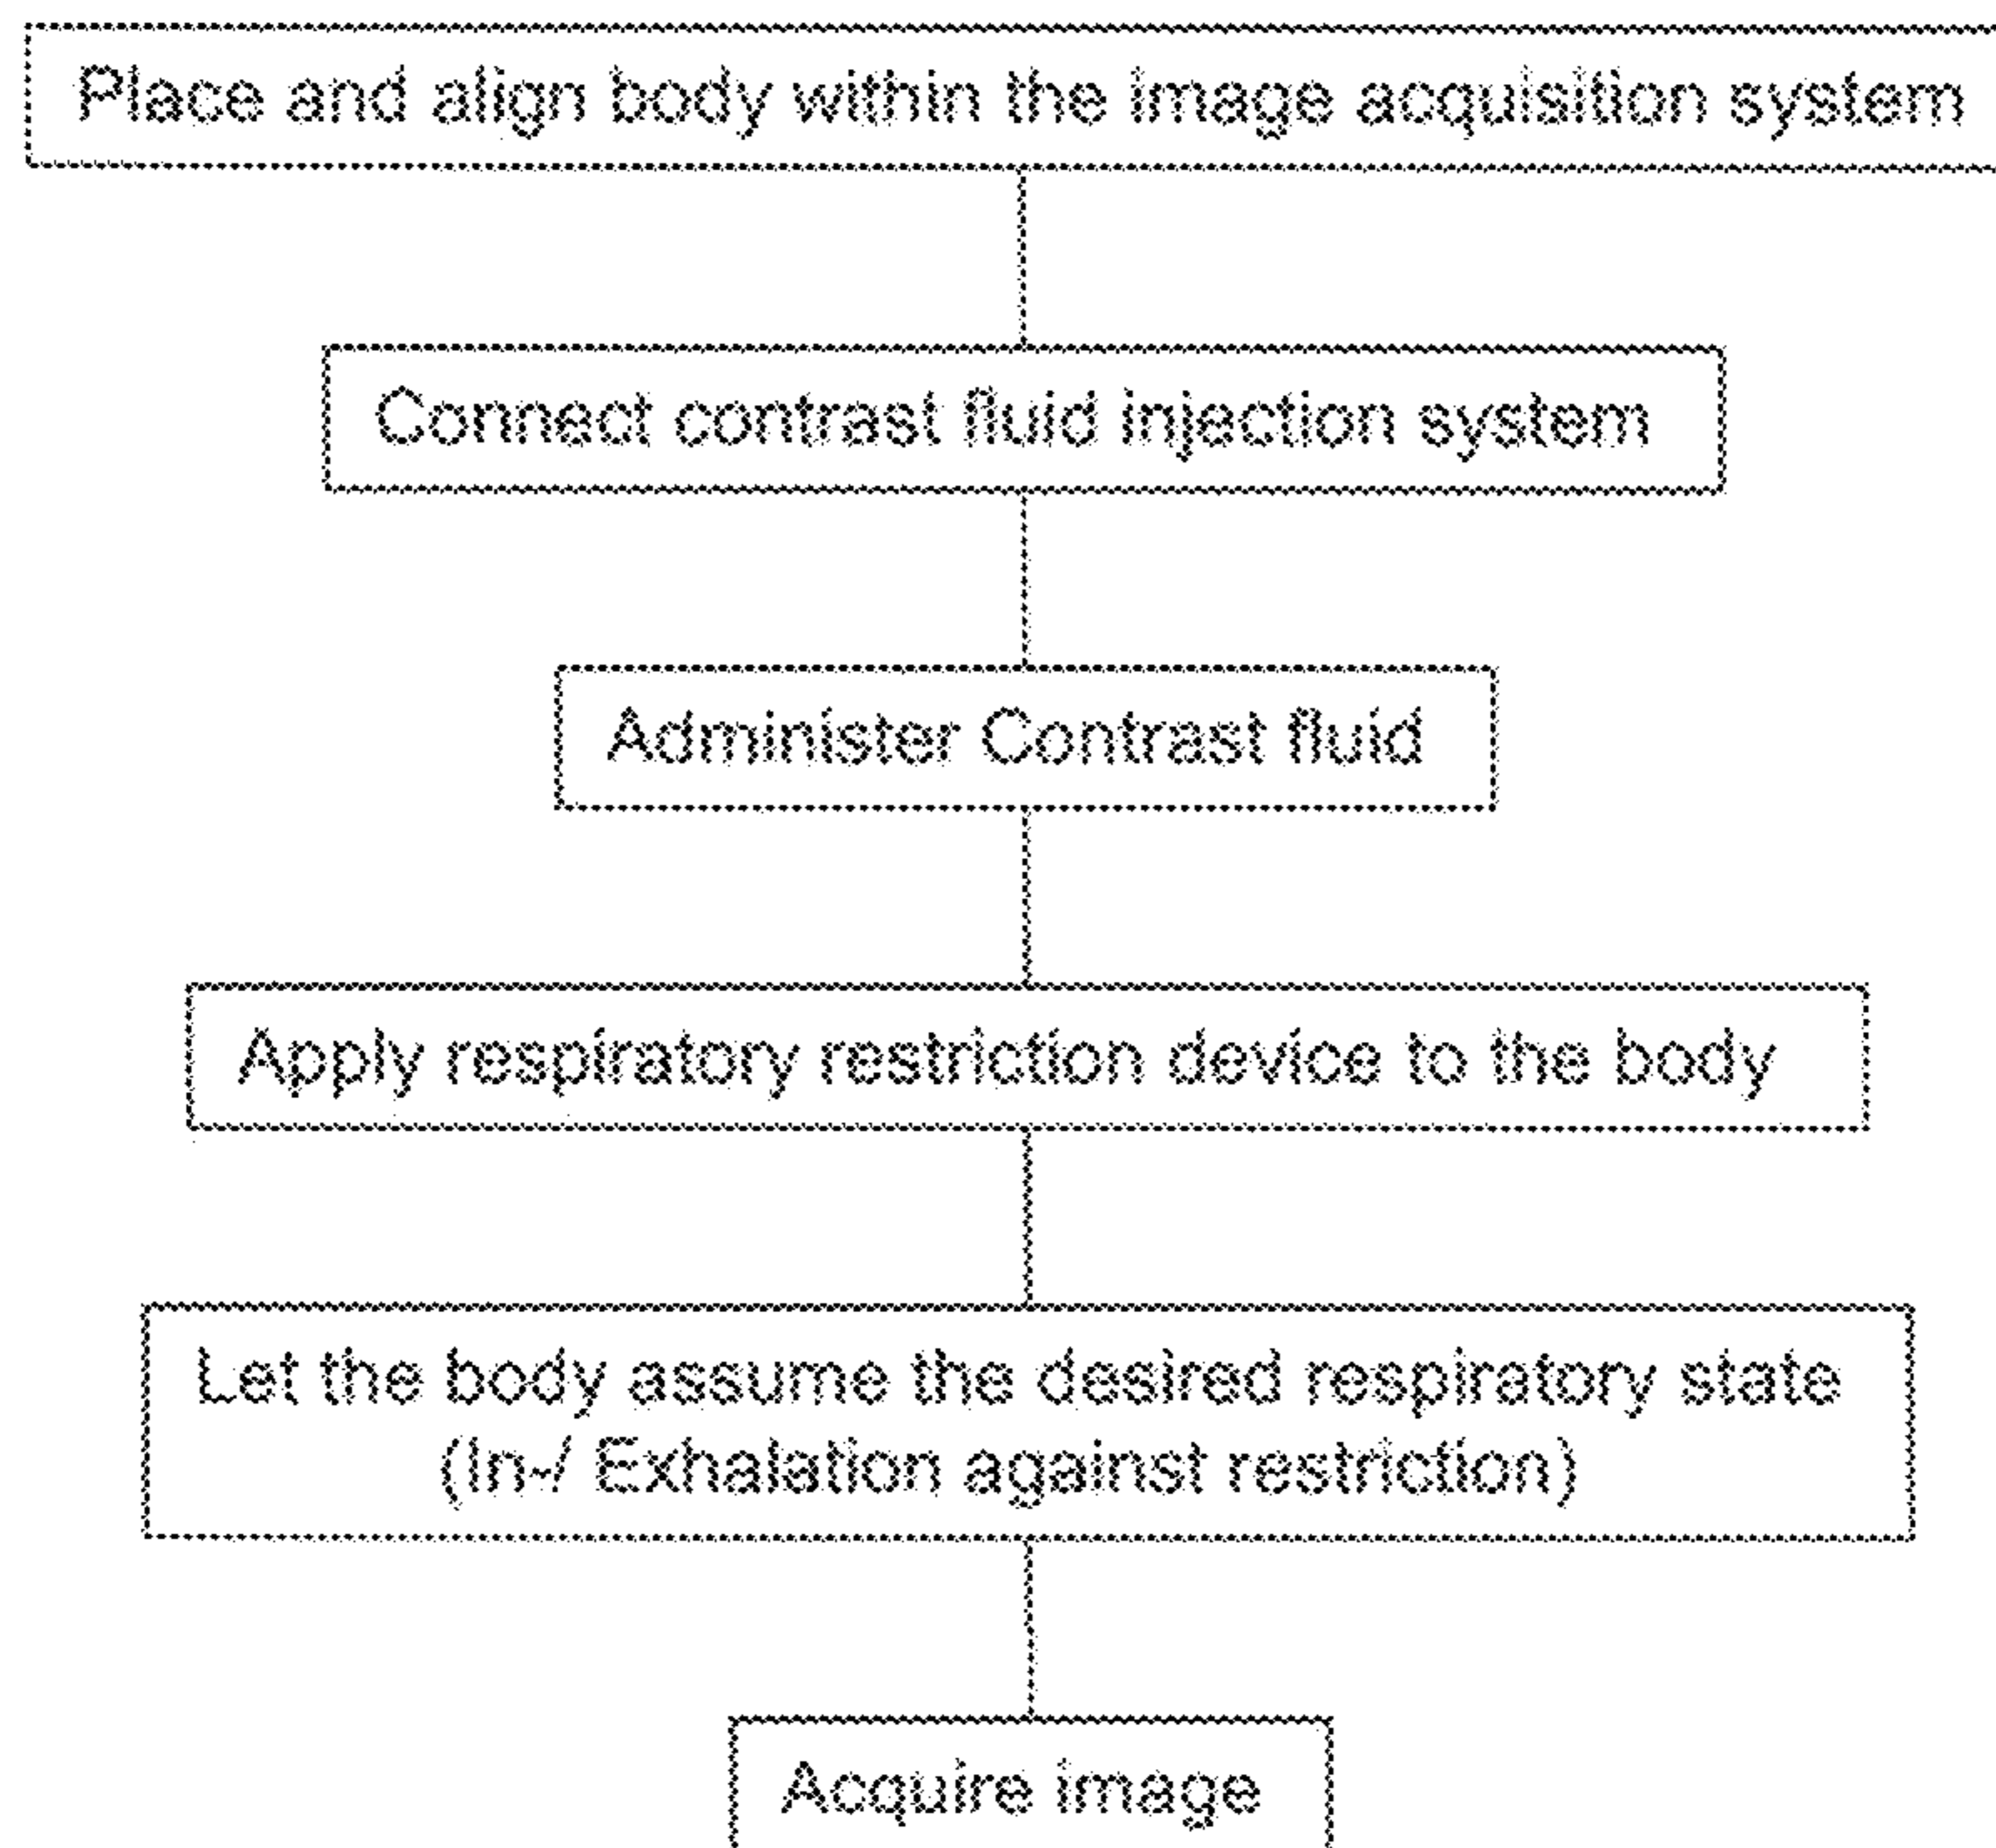 Place and align body within the image acquisition system
Connect contrast fluid injection system
Administer Contrast fluid
Apply respiratory restriction device to the body
Let the body assume the desired respiratory state
(In-/ Exhalation against restriction)
Acquire image